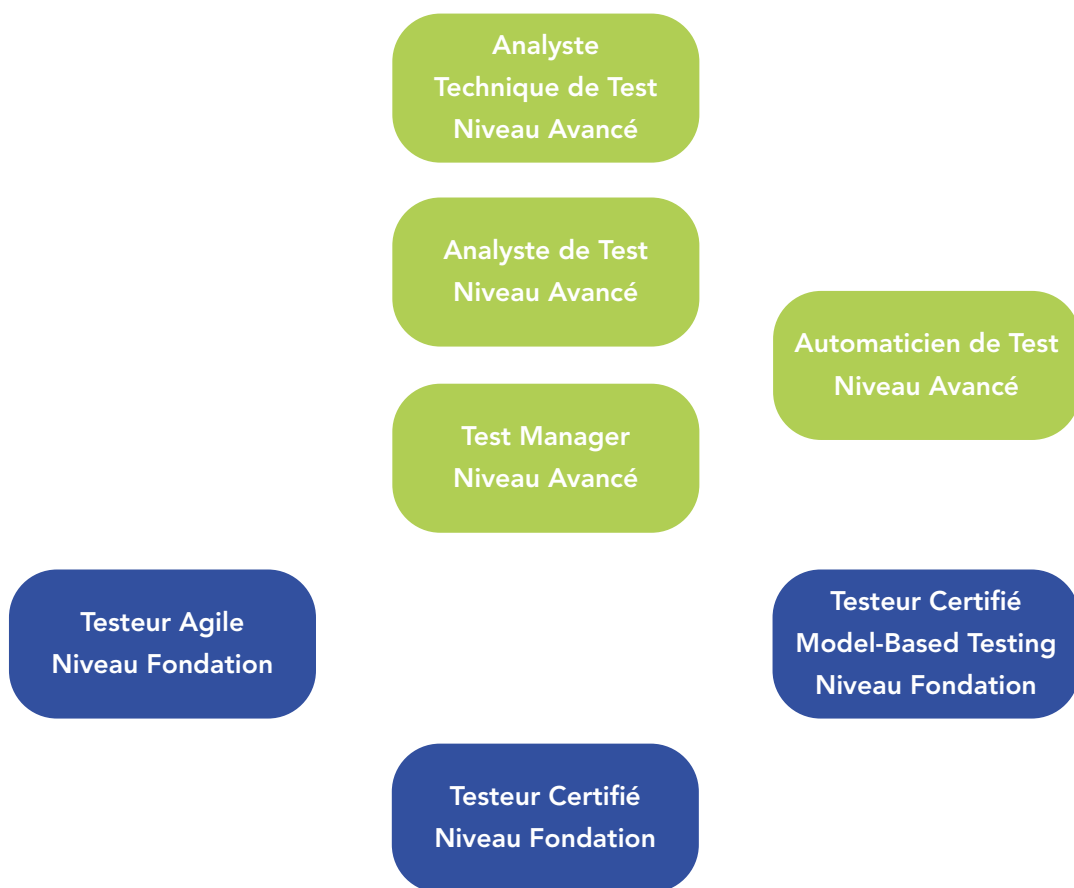 Analyste
Technique de Test
Niveau Avancé
Analyste de Test
Niveau Avancé
Automaticien de Test
Niveau Avancé
Test Manager
Niveau Avancé
Testeur Agile
Niveau Fondation
Testeur Certifié
Model-Based Testing
Niveau Fondation
Testeur Certifié
Niveau Fondation